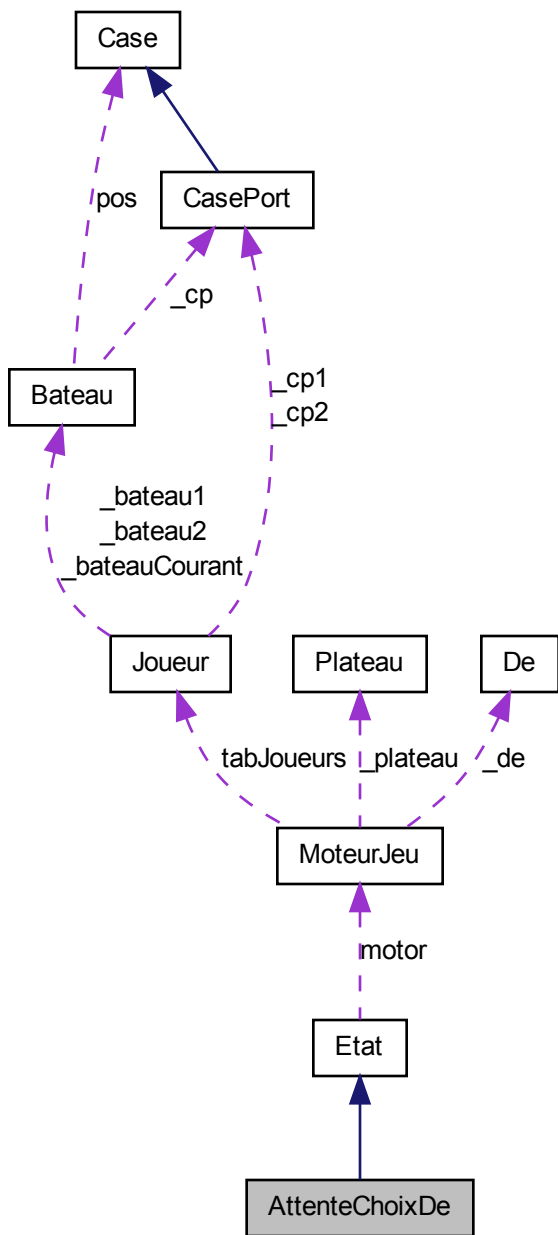 Case
pos
CasePort
_cp
Bateau
_cp1
_cp2
_bateau1
_bateau2
_bateauCourant
Joueur
Plateau
De
tabJoueurs
_plateau
_de
MoteurJeu
motor
Etat
AttenteChoixDe